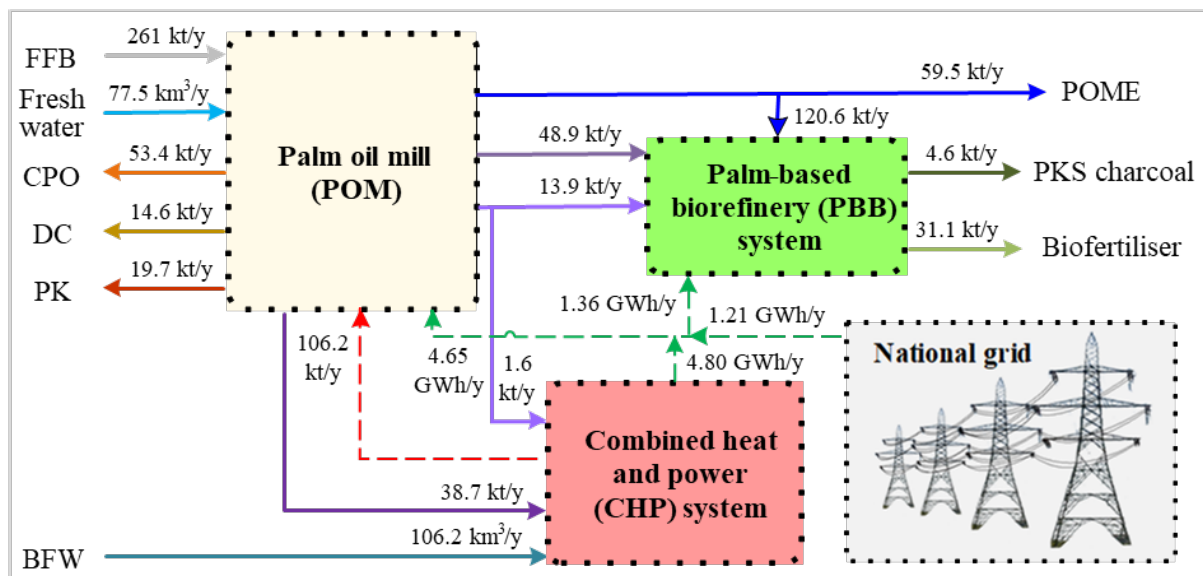 FFB
261 kt/y
Fresh
water
77.5 km³/y
CPO
53.4 kt/y
DC
14.6 kt/y
PK
19.7 kt/y
Palm oil mill
(POM)
59.5 kt/y
POME
120.6 kt/y
48.9 kt/y
13.9 kt/y
Palm-based
biorefinery (PBB)
system
4.6 kt/y
PKS charcoal
31.1 kt/y
Biofertiliser
1.36 GWh/y
1.21 GWh/y
106.2
kt/y
4.65
GWh/y
1.6
kt/y
4.80 GWh/y
National grid
Combined heat
and power
(CHP) system
38.7 kt/y
106.2 km³/y
BFW